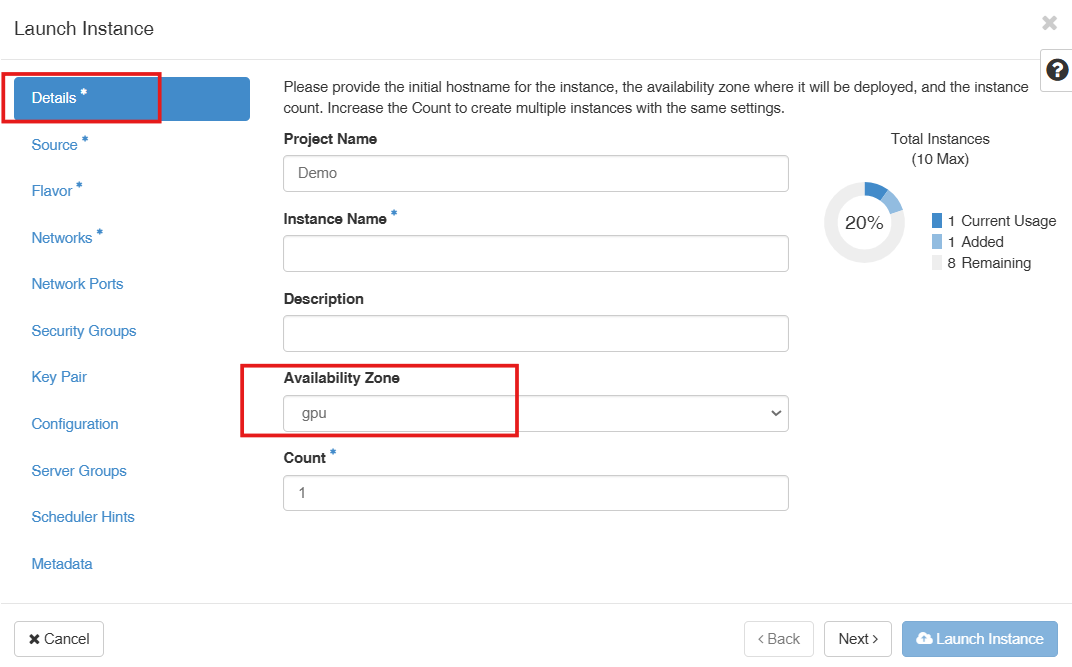 Launch Instance
×
Details *
Source *
Flavor *
Networks *
Network Ports
Security Groups
Key Pair
Configuration
Server Groups
Scheduler Hints
Metadata
Please provide the initial hostname for the instance, the availability zone where it will be deployed, and the instance
count. Increase the Count to create multiple instances with the same settings.
?
Project Name
Demo
Instance Name *
Description
Availability Zone
gpu
Count *
1
Total Instances
(10 Max)
20%
1 Current Usage
1 Added
8 Remaining
✖ Cancel
‹ Back
Next ›
Launch Instance